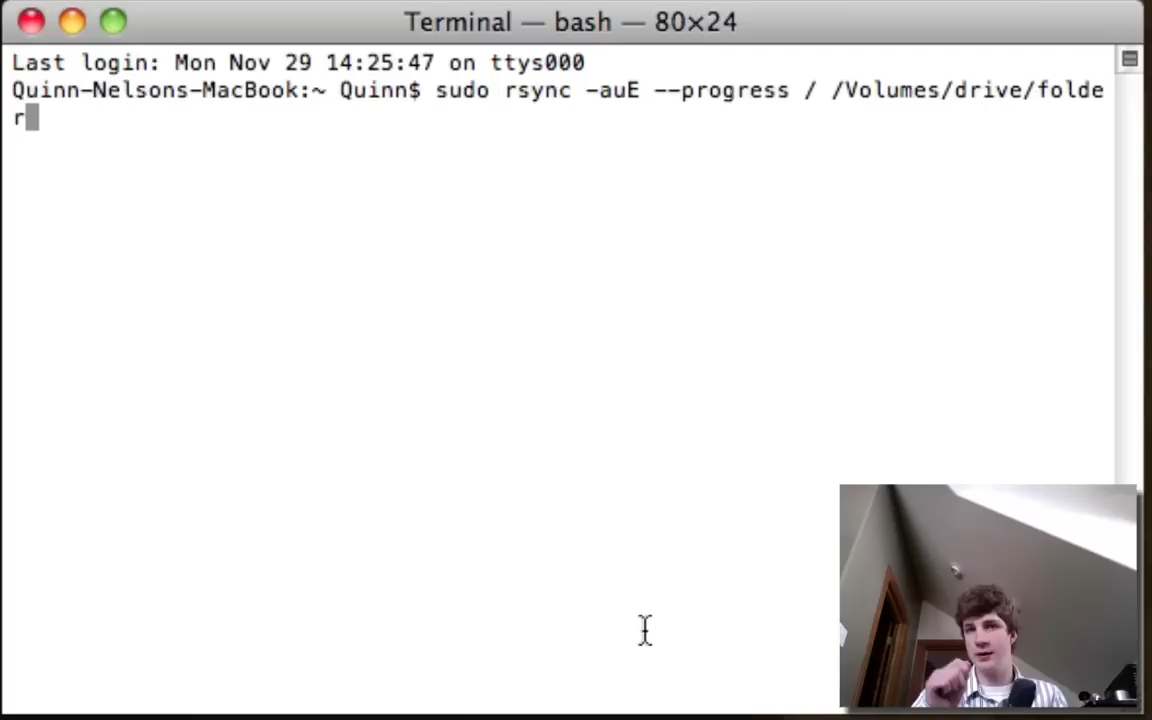 Terminal — bash — 80×24
Last login: Mon Nov 29 14:25:47 on ttys000
Quinn-Nelsons-MacBook:~ Quinn$ sudo rsync -auE --progress / /Volumes/drive/folde
r